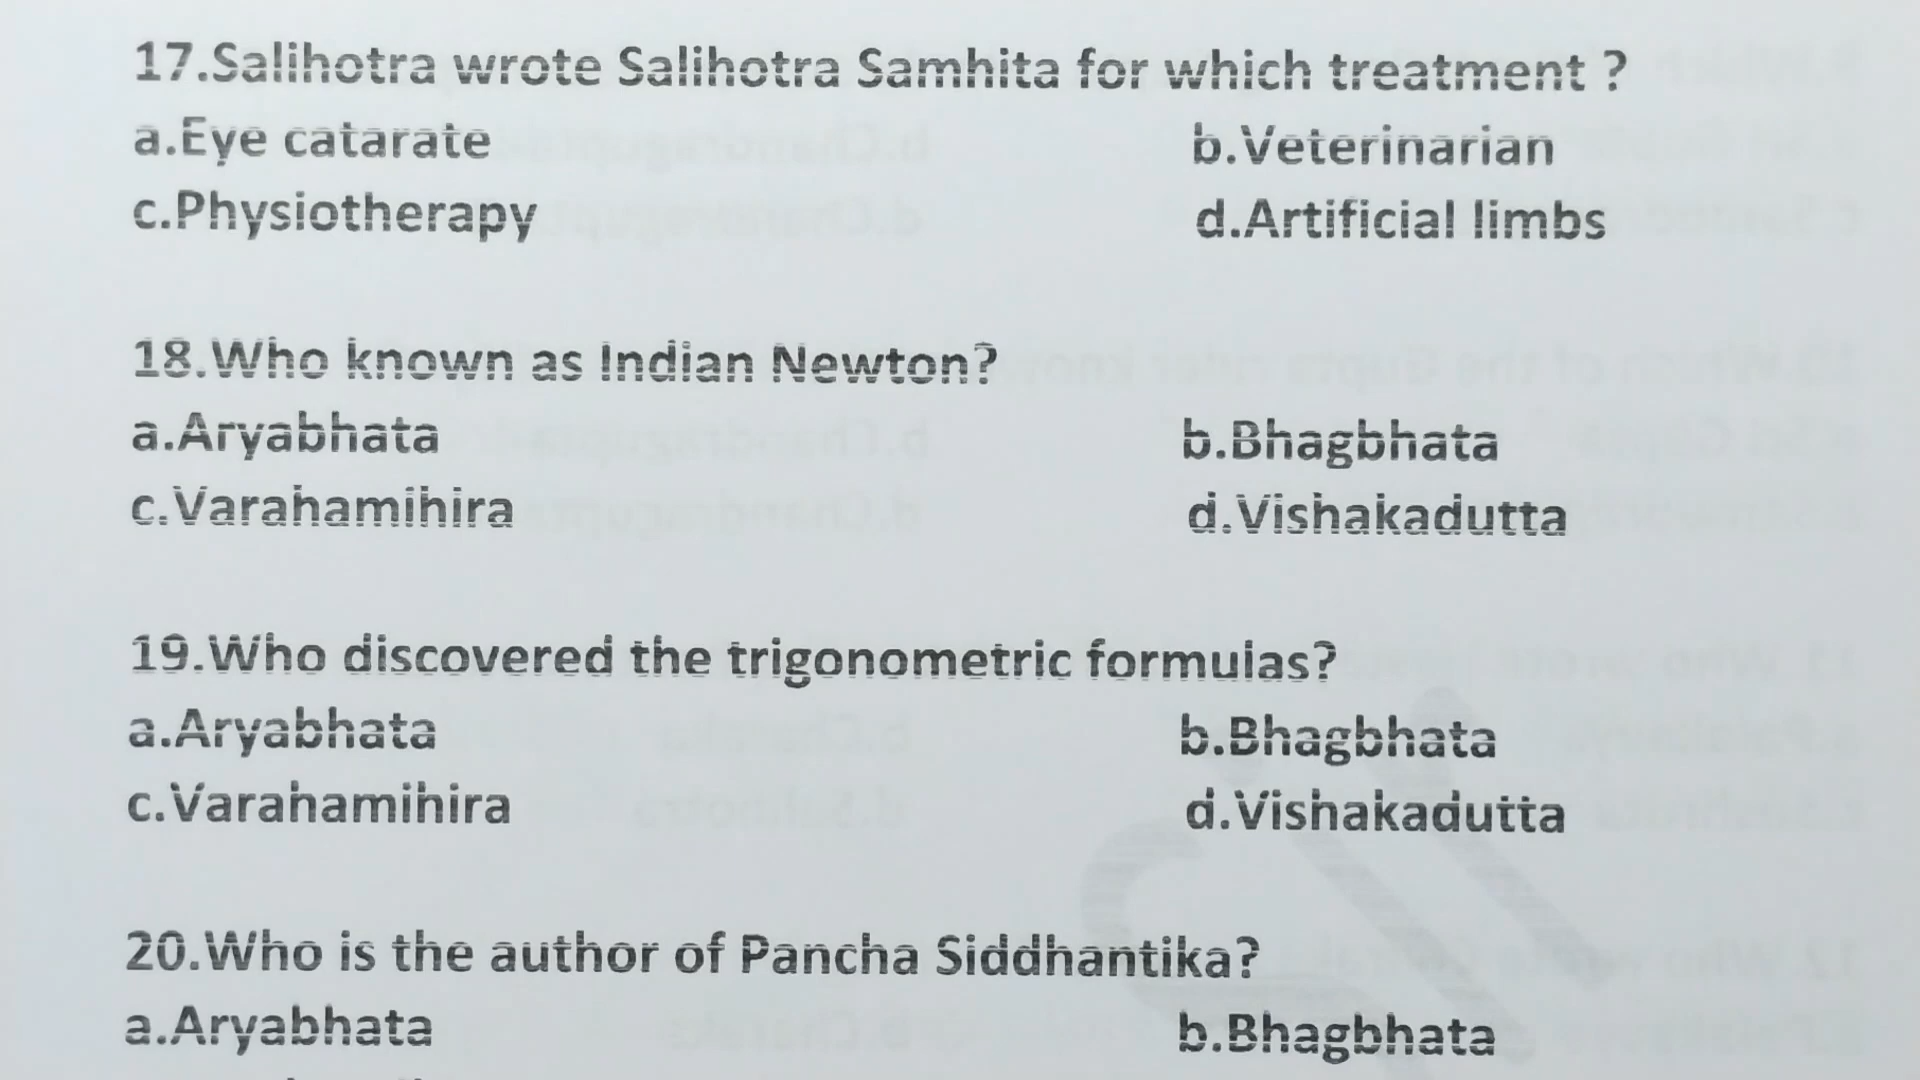 17.Salihotra wrote Salihotra Samhita for which treatment ?
a.Eye catarate b.Veterinarian
c.Physiotherapy d.Artificial limbs
18.Who known as Indian Newton?
a.Aryabhata b.Bhagbhata
c.Varahamihira d.Vishakadutta
19.Who discovered the trigonometric formulas?
a.Aryabhata b.Bhagbhata
c.Varahamihira d.Vishakadutta
20.Who is the author of Pancha Siddhantika?
a.Aryabhata b.Bhagbhata